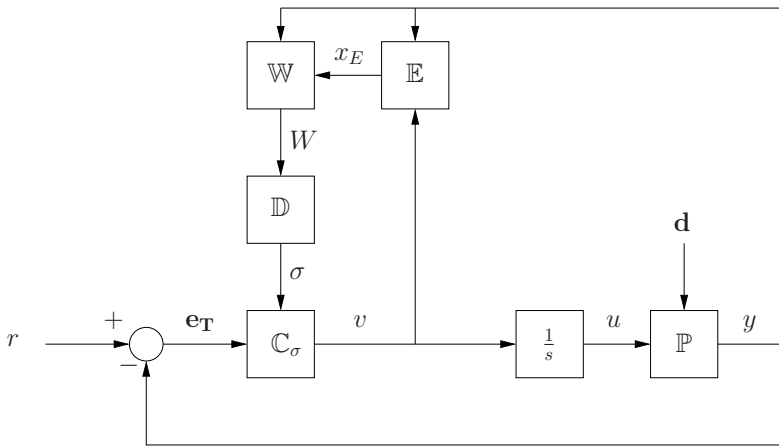 𝕎
x_E
𝔼
W
𝔻
d
σ
r
+
−
e_T
ℂ_σ
v
1/s
u
ℙ
y